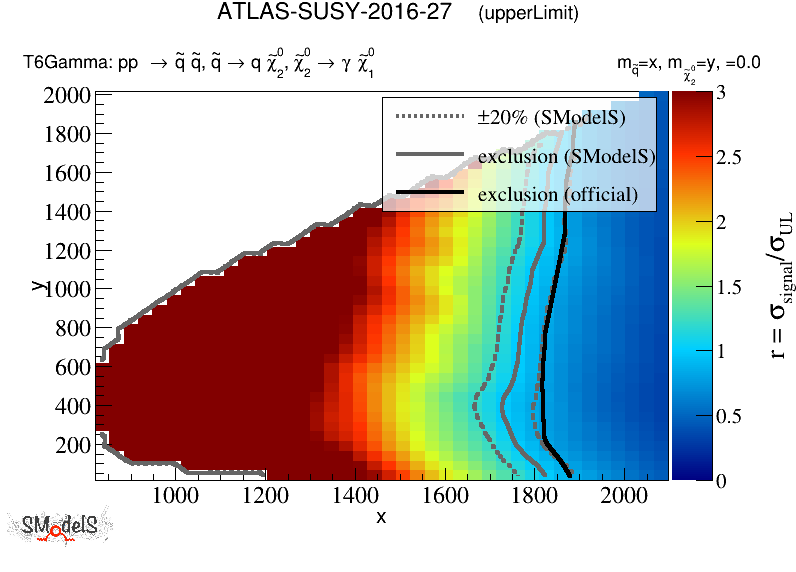 ATLAS-SUSY-2016-27 (upperLimit)
T6Gamma: pp → q̃ q̃, q̃ → q χ̃⁰₂, χ̃⁰₂ → γ χ̃⁰₁
m_q̃=x, m_χ̃⁰₂=y, =0.0
±20% (SModelS)
exclusion (SModelS)
exclusion (official)
2000
1800
1600
1400
1200
1000
800
600
400
200
y
1000 1200 1400 1600 1800 2000
x
3
2.5
2
1.5
1
0.5
0
r = σ_signal/σ_UL
SModelS